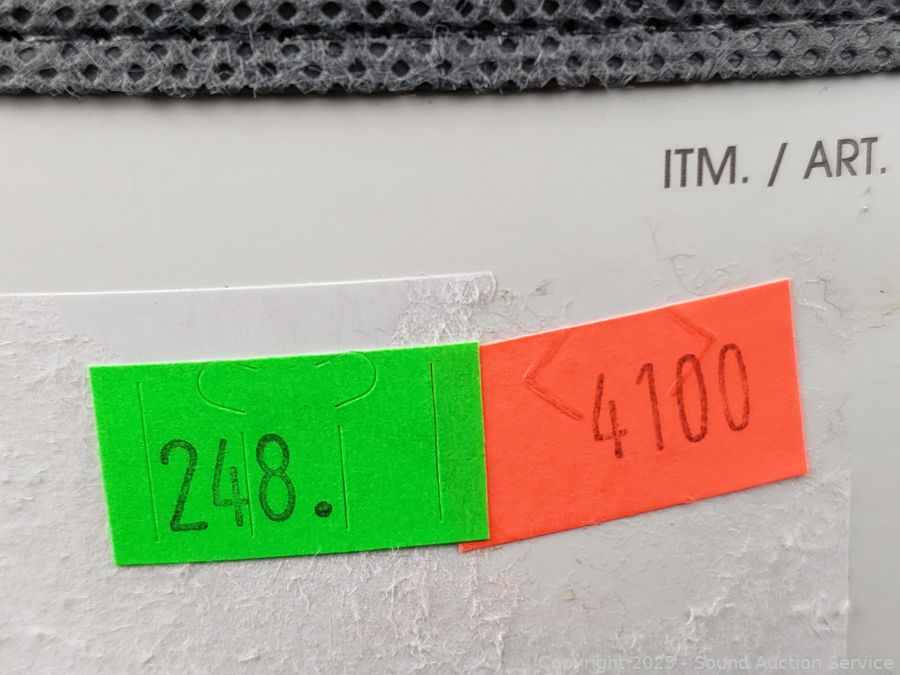 ITM. / ART.
4100
248.
Copyright 2025 - Sound Auction Service